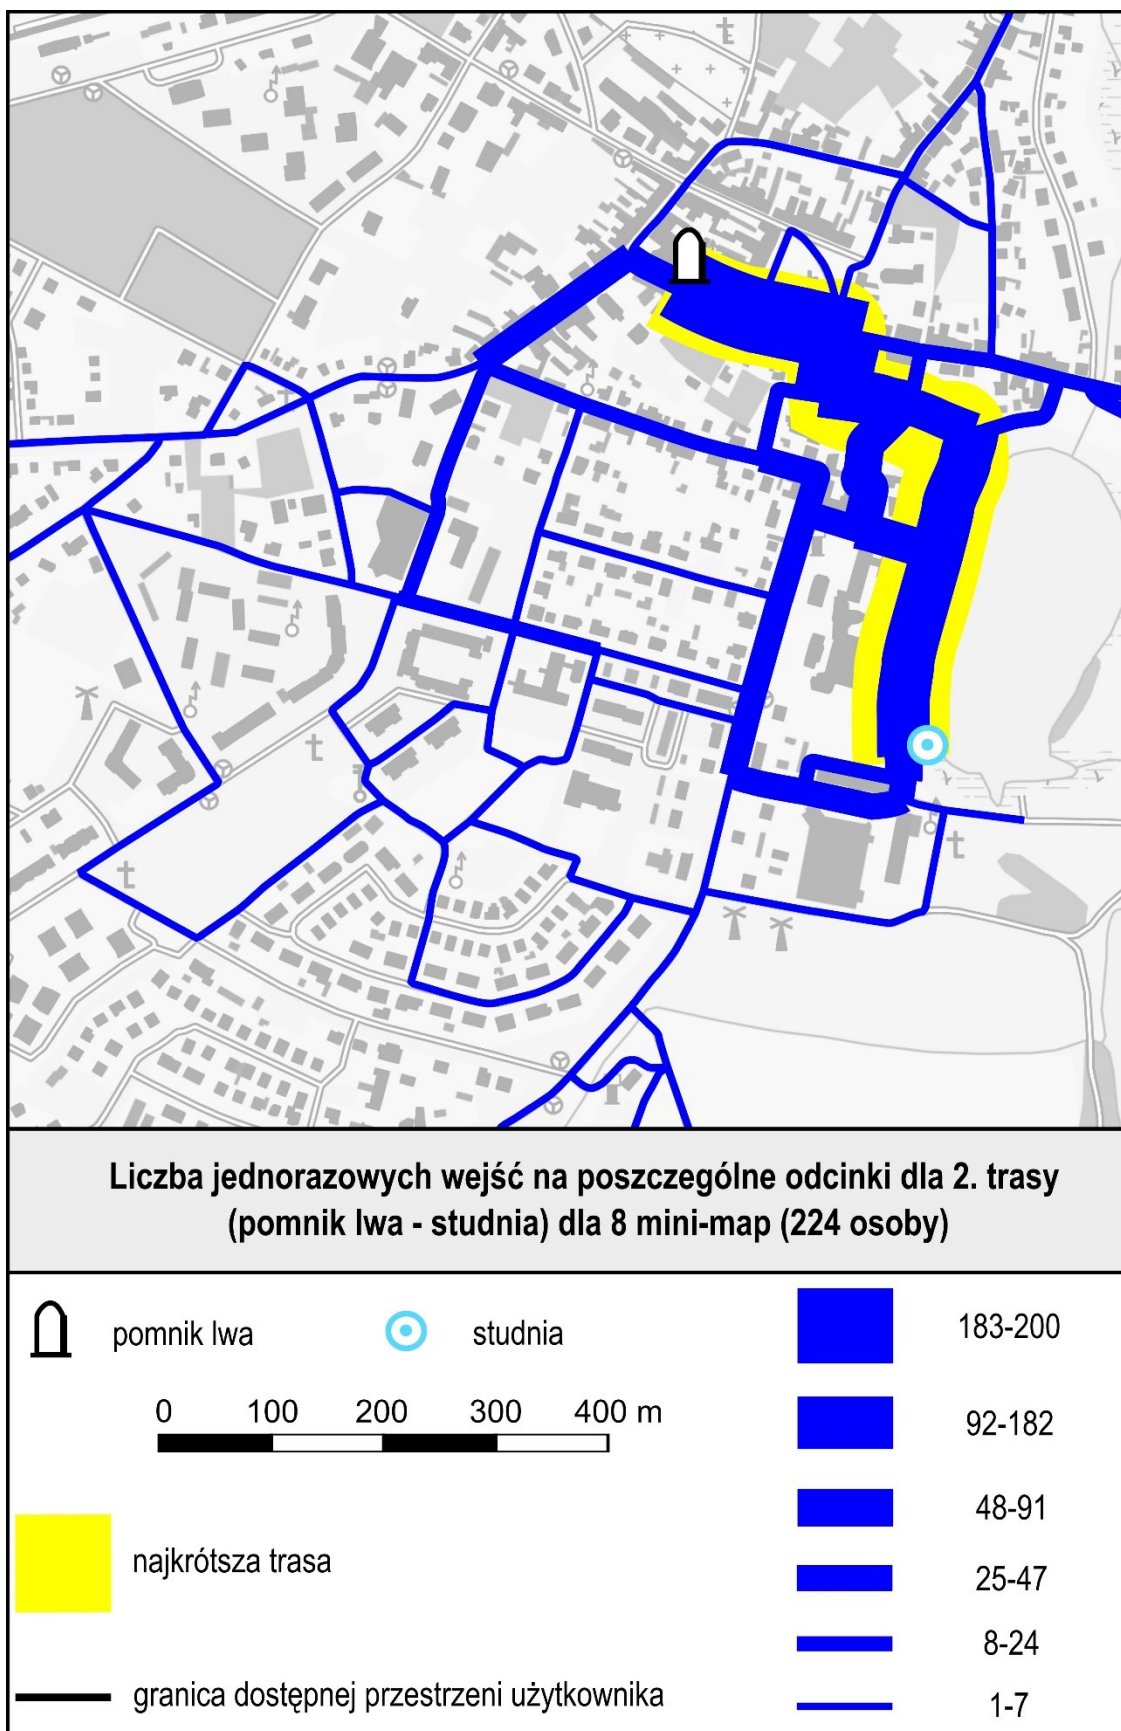 Liczba jednorazowych wejść na poszczególne odcinki dla 2. trasy
(pomnik lwa - studnia) dla 8 mini-map (224 osoby)
pomnik lwa
studnia
0 100 200 300 400 m
najkrótsza trasa
granica dostępnej przestrzeni użytkownika
183-200
92-182
48-91
25-47
8-24
1-7